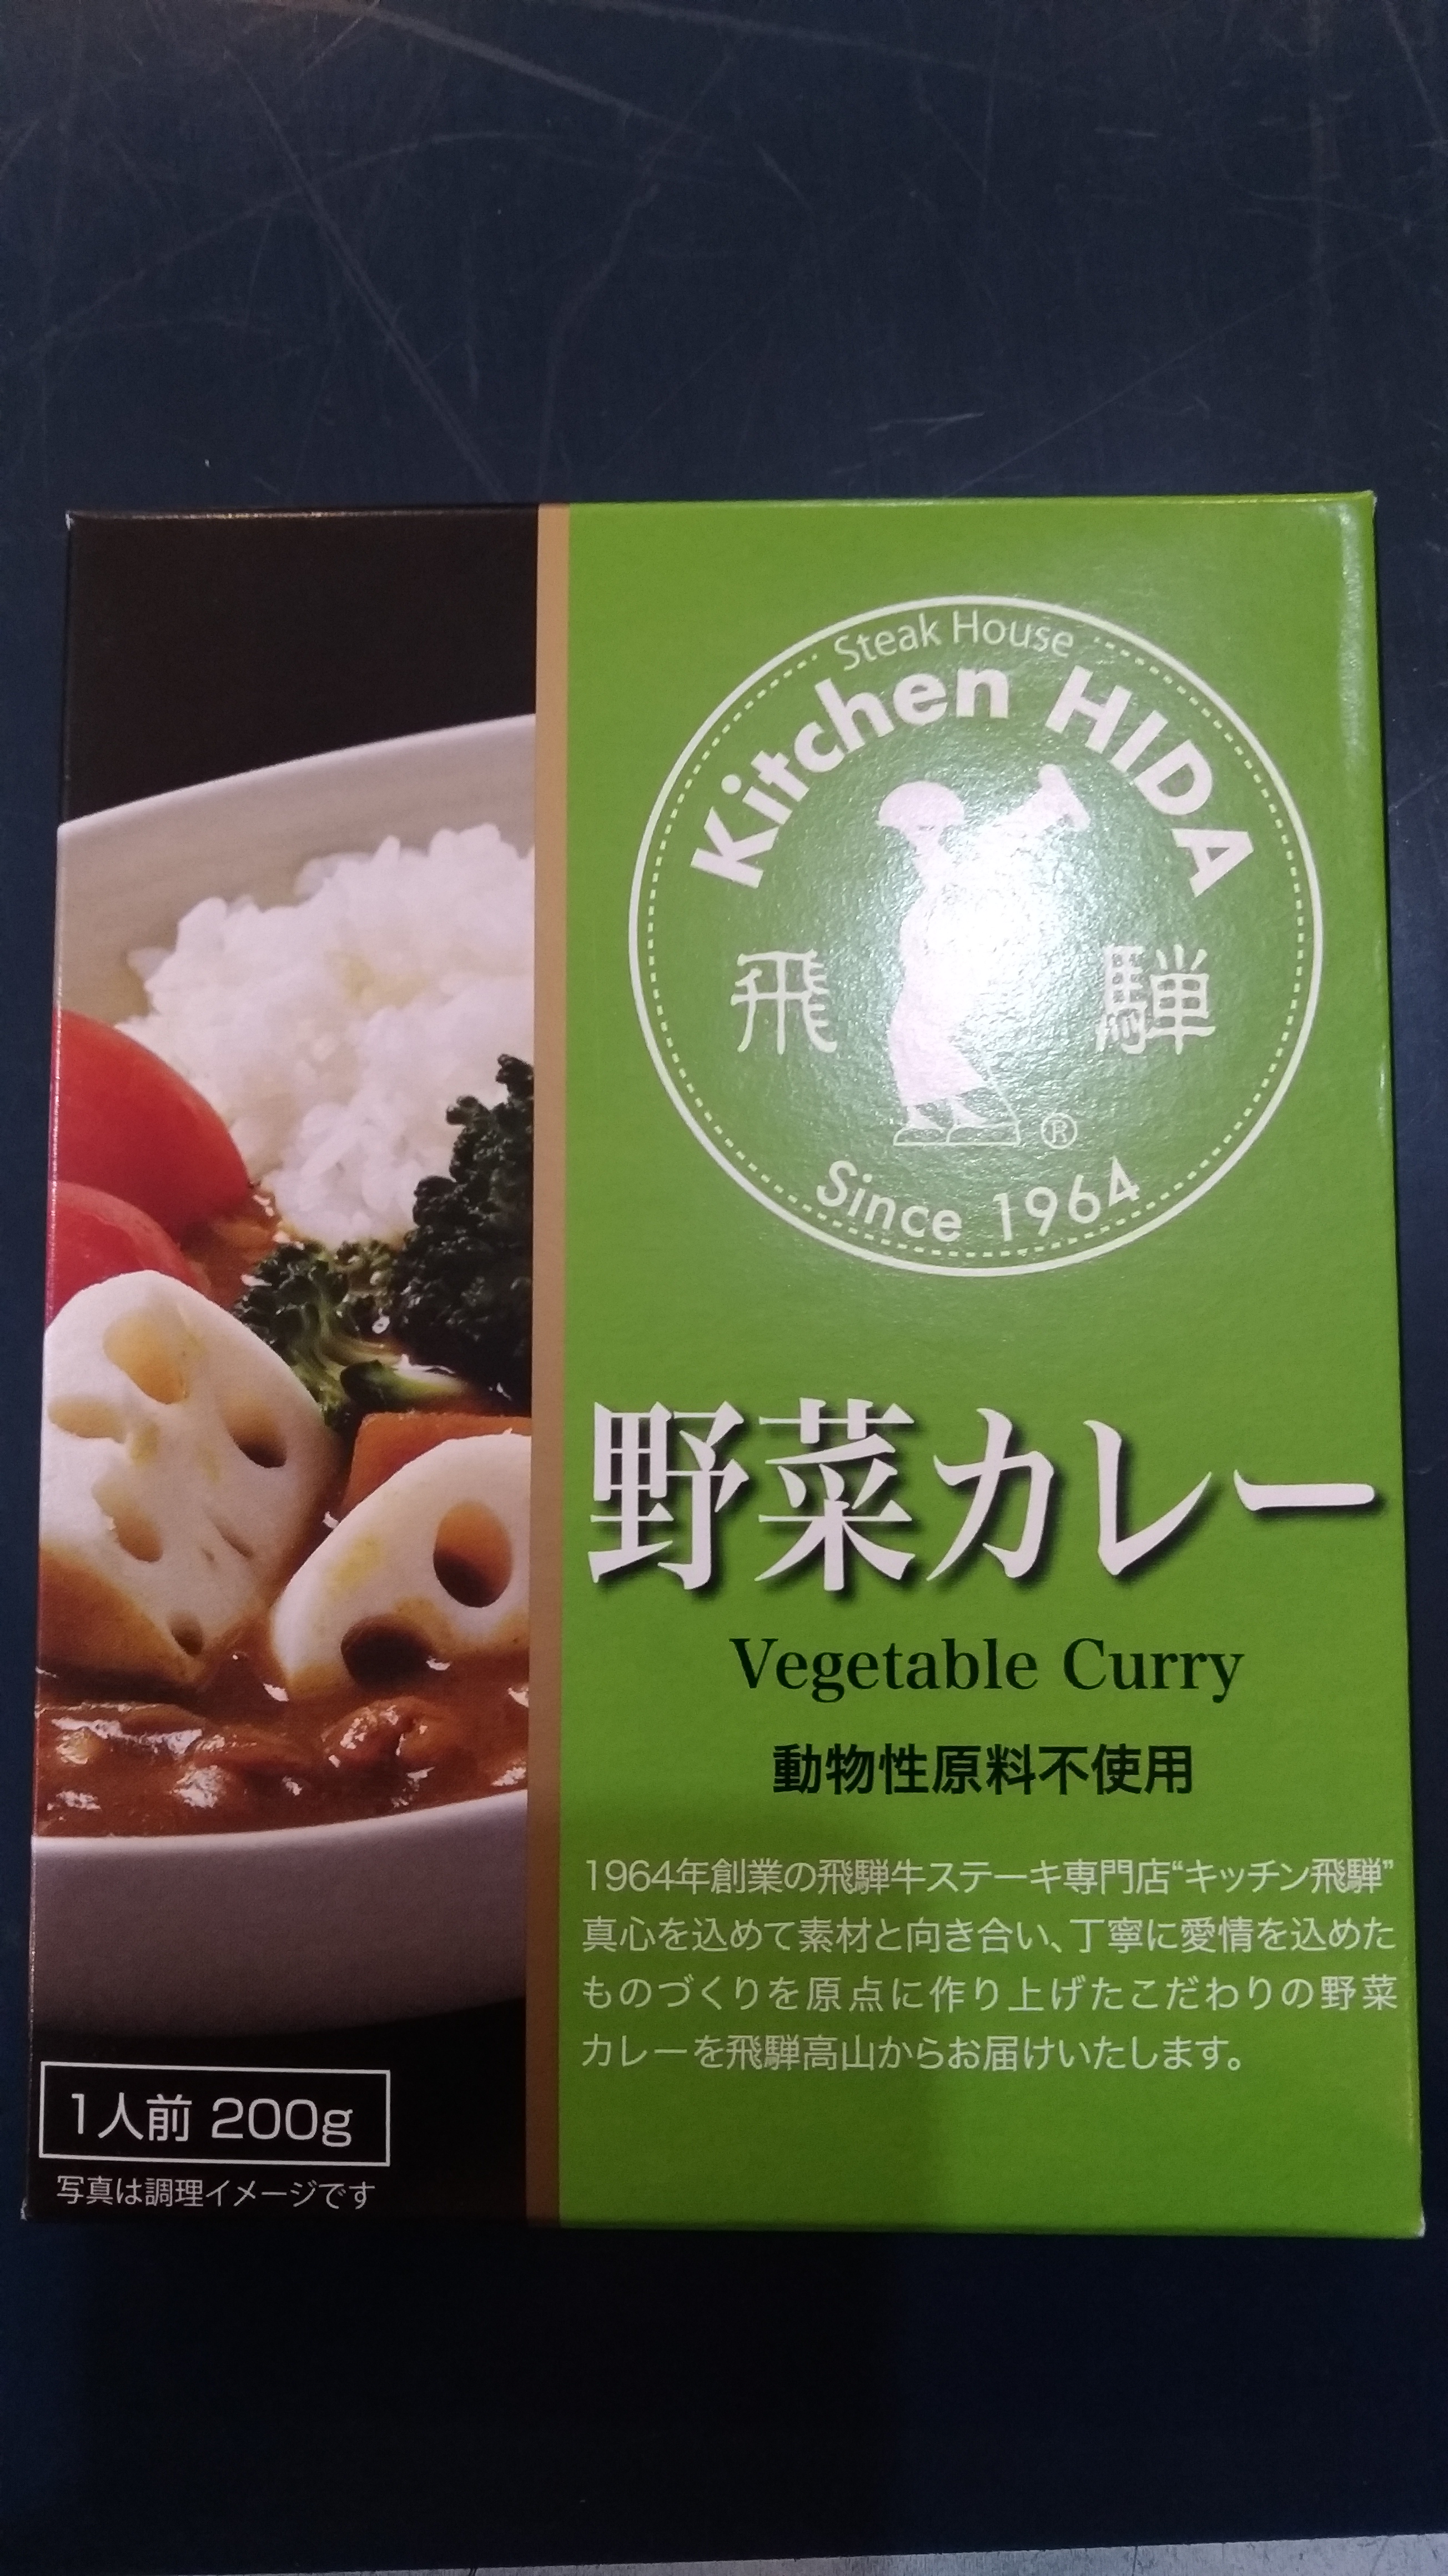 Steak House
Kitchen HIDA
飛騨
®
Since 1964
野菜カレー
Vegetable Curry
動物性原料不使用
1964年創業の飛騨牛ステーキ専門店“キッチン飛騨”
真心を込めて素材と向き合い、丁寧に愛情を込めた
ものづくりを原点に作り上げたこだわりの野菜
カレーを飛騨高山からお届けいたします。
1人前 200g
写真は調理イメージです